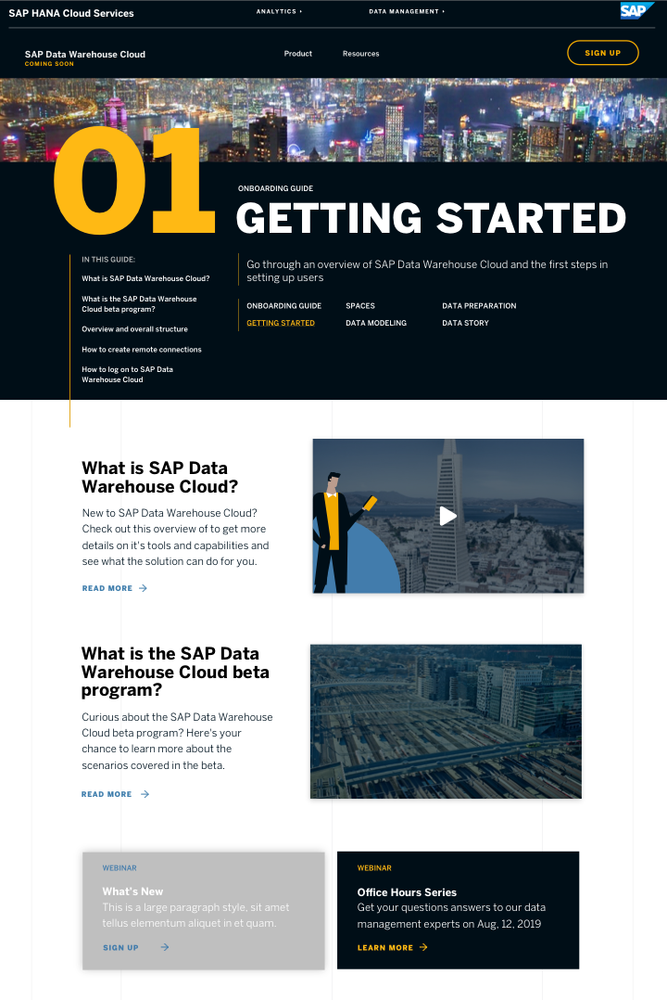 SAP HANA Cloud Services
ANALYTICS
DATA MANAGEMENT
SAP
SAP Data Warehouse Cloud
COMING SOON
Product
Resources
SIGN UP
01
ONBOARDING GUIDE
GETTING STARTED
IN THIS GUIDE:
What is SAP Data Warehouse Cloud?
What is the SAP Data Warehouse
Cloud beta program?
Overview and overall structure
How to create remote connections
How to log on to SAP Data
Warehouse Cloud
Go through an overview of SAP Data Warehouse Cloud and the first steps in
setting up users
ONBOARDING GUIDE
SPACES
DATA PREPARATION
GETTING STARTED
DATA MODELING
DATA STORY
What is SAP Data
Warehouse Cloud?
New to SAP Data Warehouse Cloud?
Check out this overview of to get more
details on it's tools and capabilities and
see what the solution can do for you.
READ MORE
What is the SAP Data
Warehouse Cloud beta
program?
Curious about the SAP Data Warehouse
Cloud beta program? Here's your
chance to learn more about the
scenarios covered in the beta.
READ MORE
WEBINAR
What's New
This is a large paragraph style, sit amet
tellus elementum aliquet in et quam.
SIGN UP
WEBINAR
Office Hours Series
Get your questions answers to our data
management experts on Aug, 12, 2019
LEARN MORE